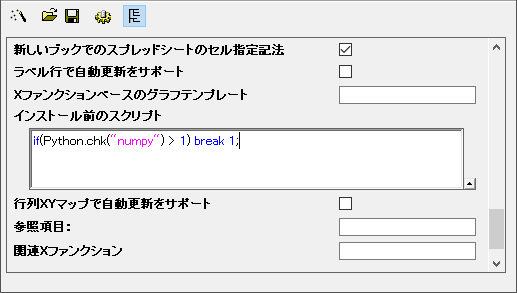 新しいブックでのスプレッドシートのセル指定記法
ラベル行で自動更新をサポート
Xファンクションベースのグラフテンプレート
インストール前のスクリプト
if(Python.chk("numpy") > 1) break 1;
行列XYマップで自動更新をサポート
参照項目:
関連Xファンクション